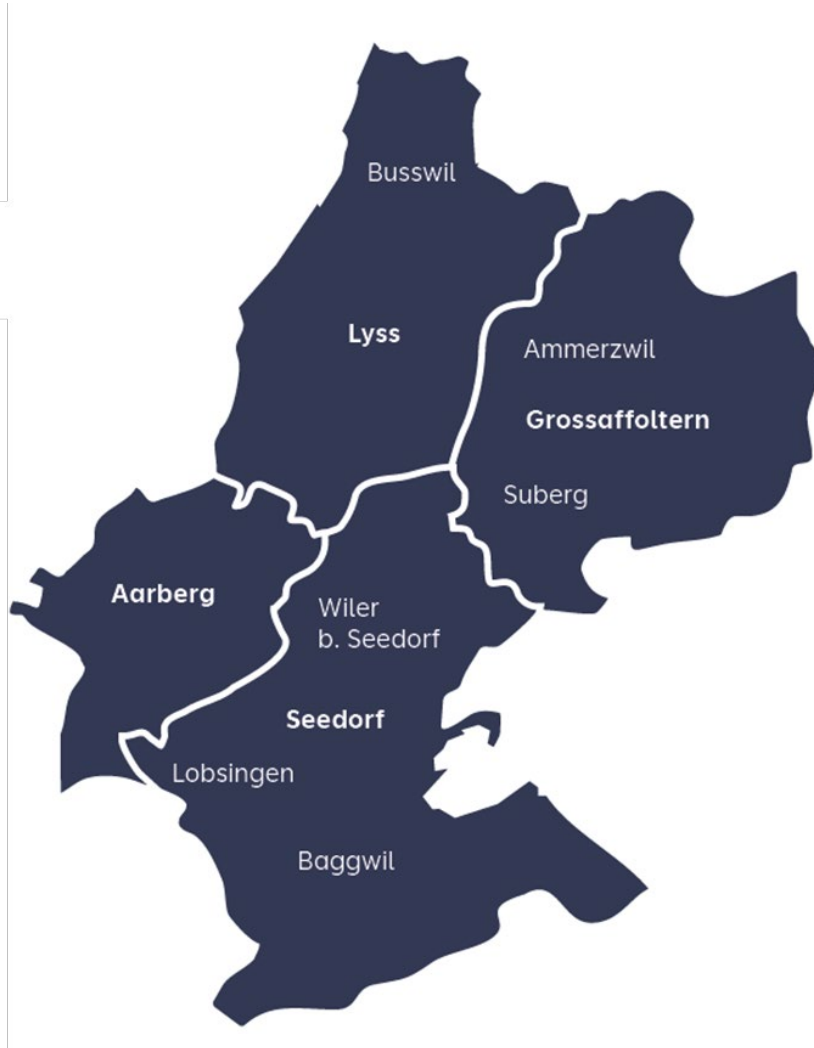 Busswil
Lyss
Ammerzwil
Grossaffoltern
Suberg
Aarberg
Wiler
b. Seedorf
Seedorf
Lobsingen
Baggwil